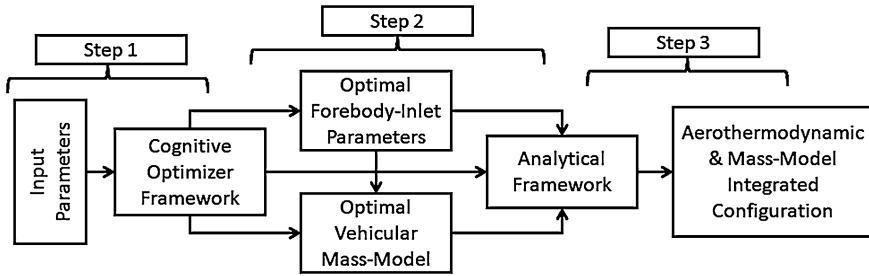 Step 1
Step 2
Step 3
Input
Parameters
Cognitive
Optimizer
Framework
Optimal
Forebody-Inlet
Parameters
Optimal
Vehicular
Mass-Model
Analytical
Framework
Aerothermodynamic
& Mass-Model
Integrated
Configuration